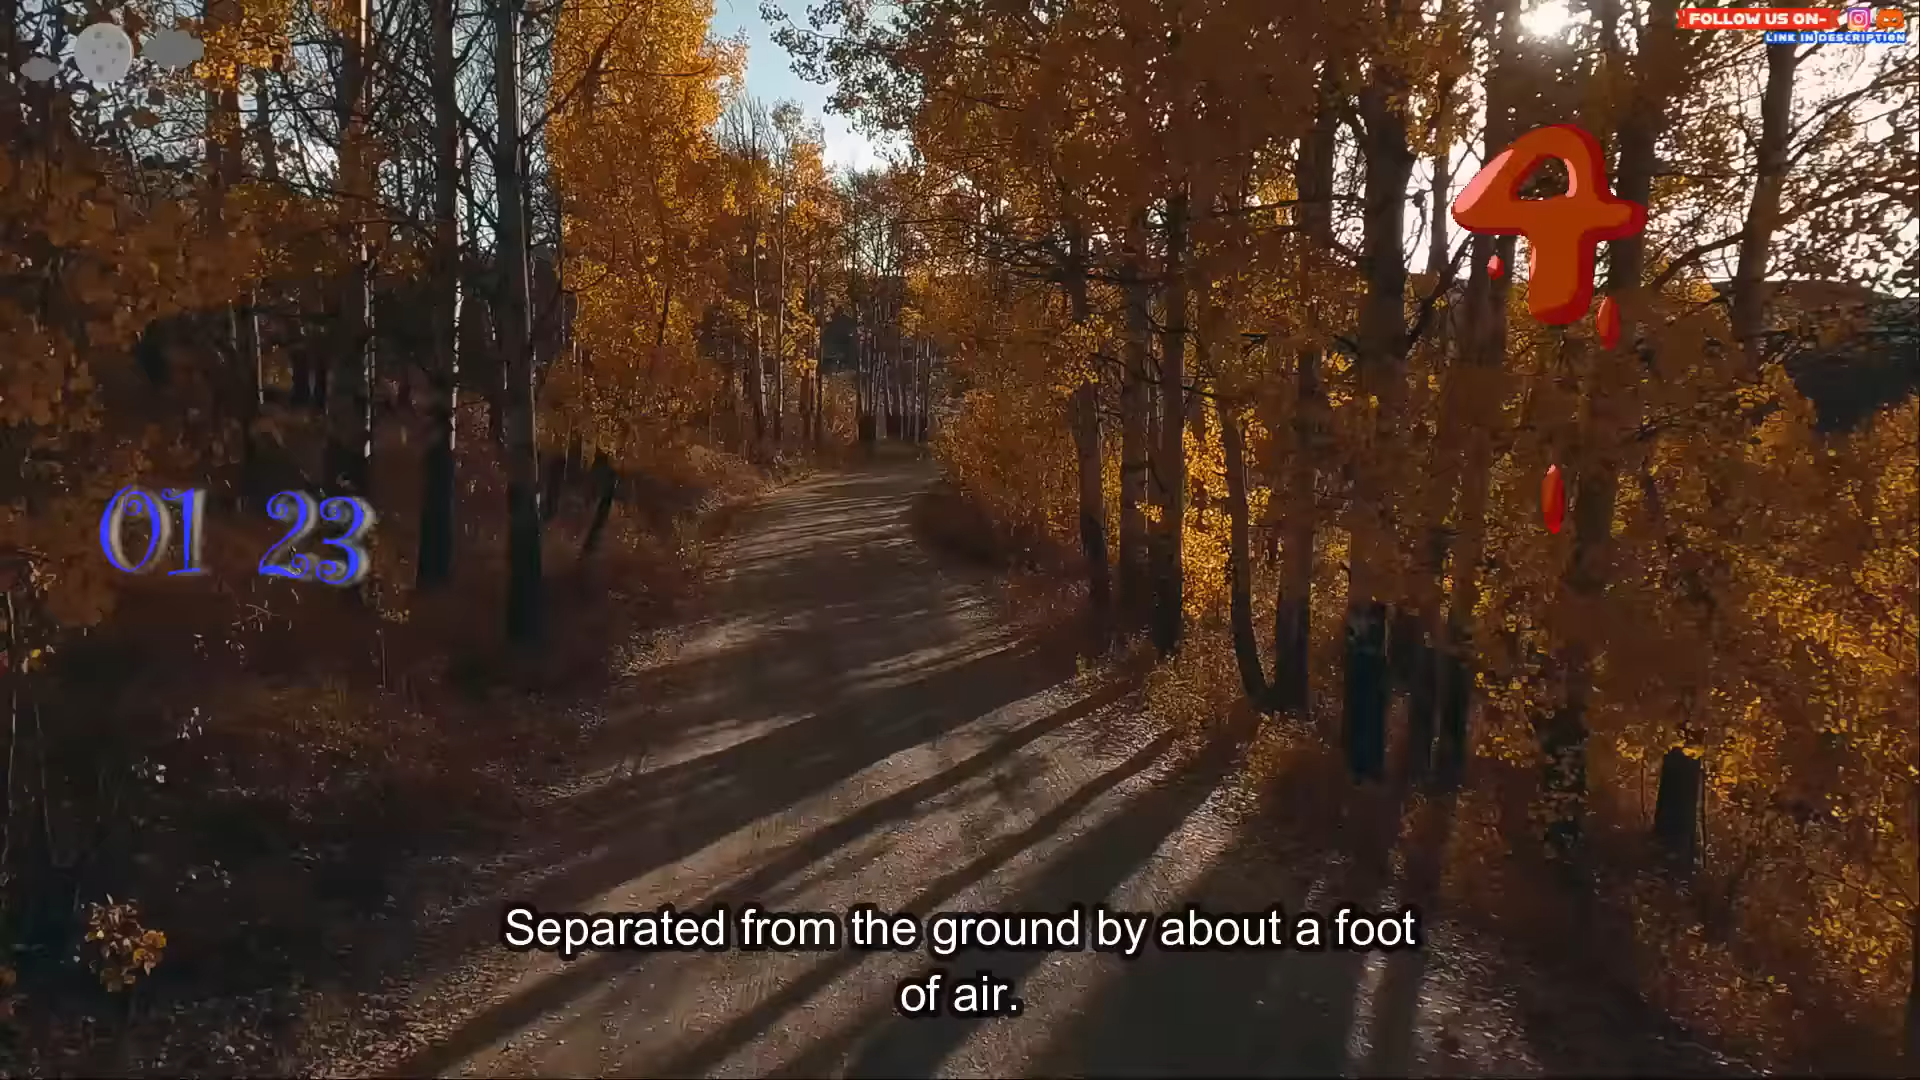 FOLLOW US ON-
LINK IN DESCRIPTION
4
01 23
Separated from the ground by about a foot
of air.